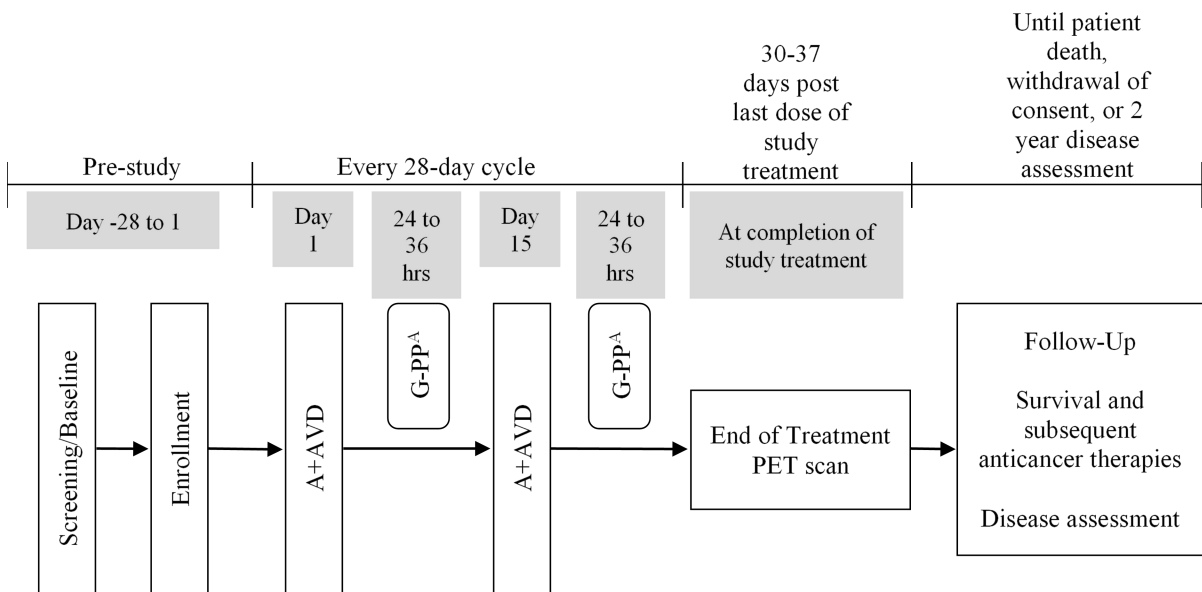 Pre-study
Every 28-day cycle
30-37
days post
last dose of
study
treatment
Until patient
death,
withdrawal of
consent, or 2
year disease
assessment
Day -28 to 1
Day
1
24 to
36
hrs
Day
15
24 to
36
hrs
At completion of
study treatment
Screening/Baseline
Enrollment
A+AVD
G-PPᴬ
A+AVD
G-PPᴬ
End of Treatment
PET scan
Follow-Up
Survival and
subsequent
anticancer therapies
Disease assessment